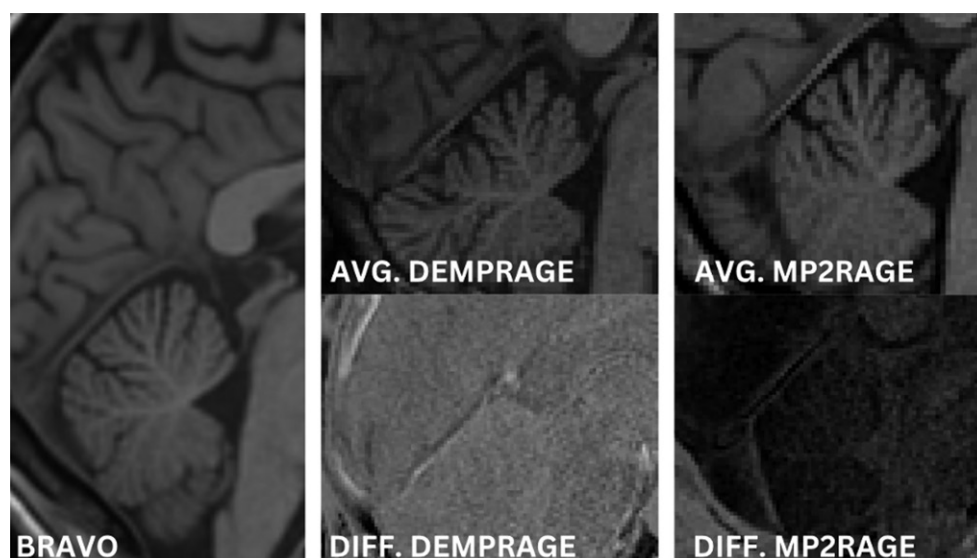 BRAVO
AVG. DEMPRAGE
AVG. MP2RAGE
DIFF. DEMPRAGE
DIFF. MP2RAGE